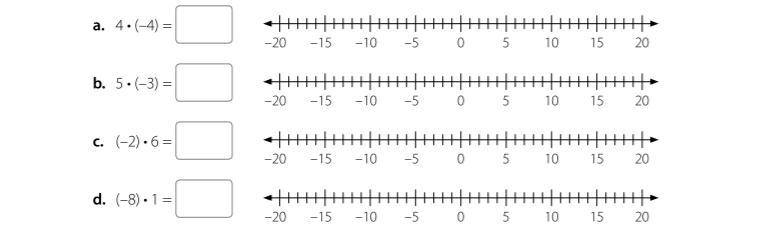 a. 4 • (–4) =
–20 –15 –10 –5 0 5 10 15 20
b. 5 • (–3) =
–20 –15 –10 –5 0 5 10 15 20
c. (–2) • 6 =
–20 –15 –10 –5 0 5 10 15 20
d. (–8) • 1 =
–20 –15 –10 –5 0 5 10 15 20